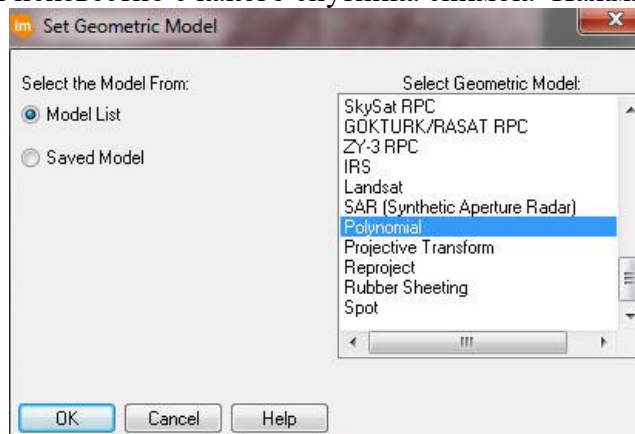 Set Geometric Model
Select the Model From:
Model List
Saved Model
Select Geometric Model:
SkySat RPC
GOKTURK/RASAT RPC
ZY-3 RPC
IRS
Landsat
SAR (Synthetic Aperture Radar)
Polynomial
Projective Transform
Reproject
Rubber Sheeting
Spot
OK
Cancel
Help